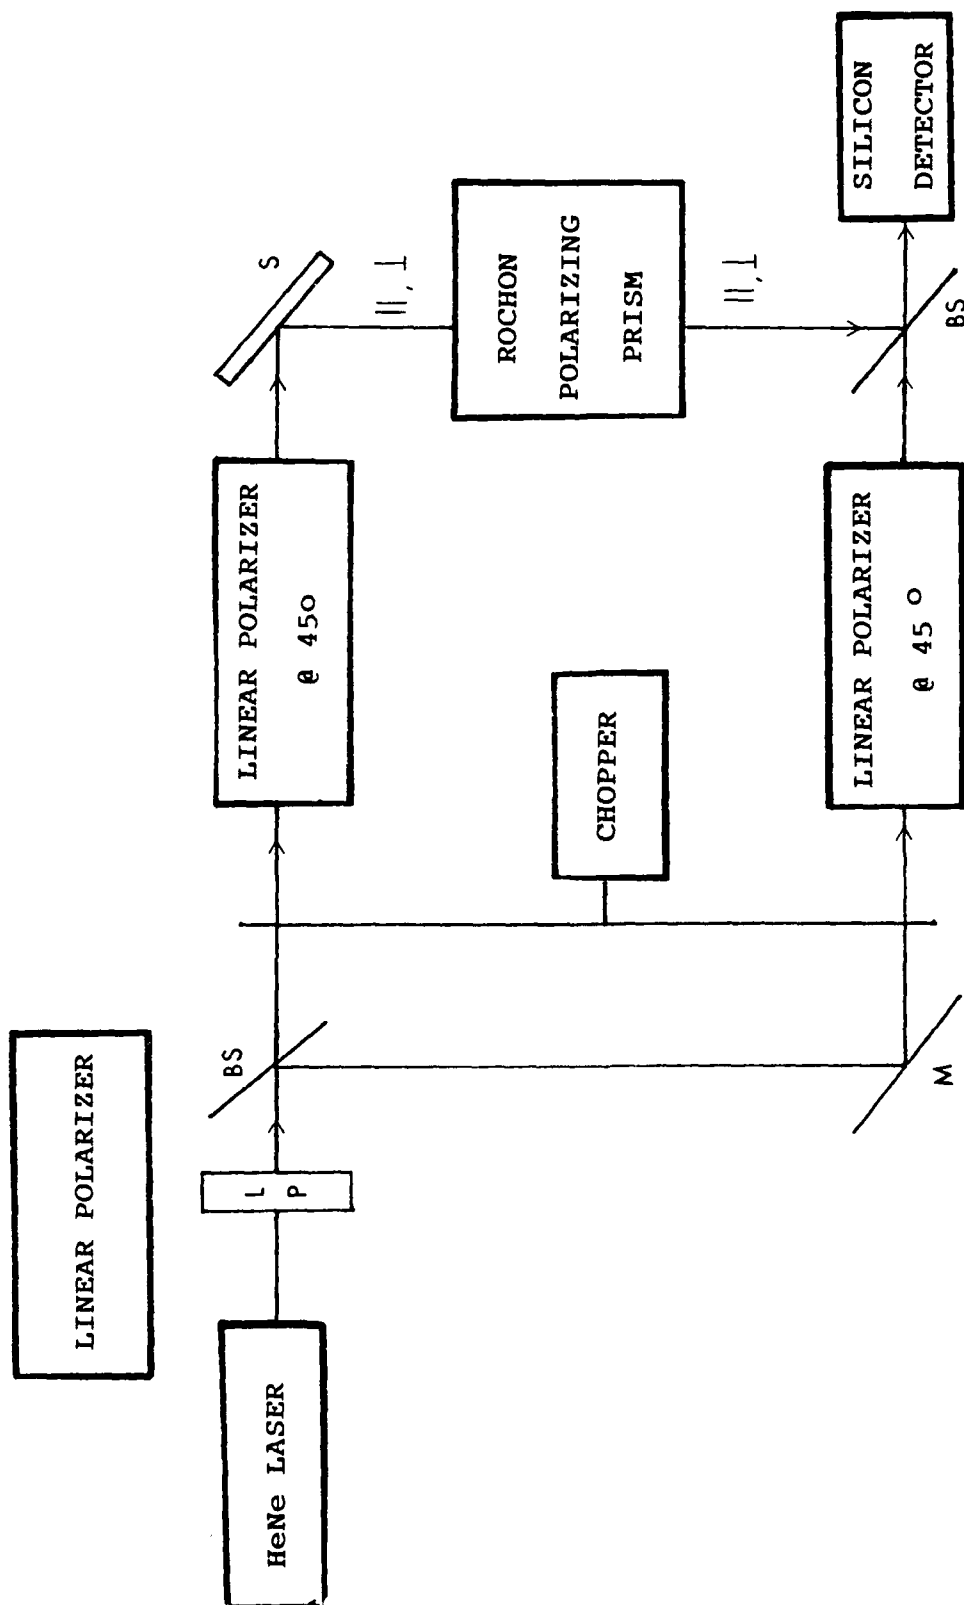 LINEAR POLARIZER
HeNe LASER
L
P
BS
LINEAR POLARIZER
@ 45o
S
||, ⊥
CHOPPER
ROCHON
POLARIZING
PRISM
||, ⊥
M
LINEAR POLARIZER
@ 45 o
BS
SILICON
DETECTOR